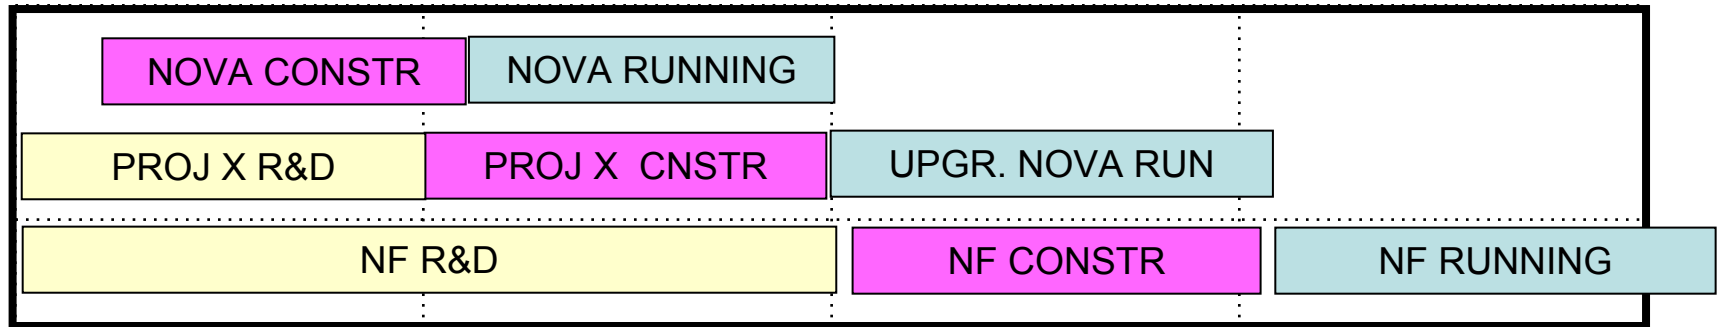 NOVA CONSTR NOVA RUNNING
PROJ X R&D PROJ X CNSTR UPGR. NOVA RUN
NF R&D NF CONSTR NF RUNNING